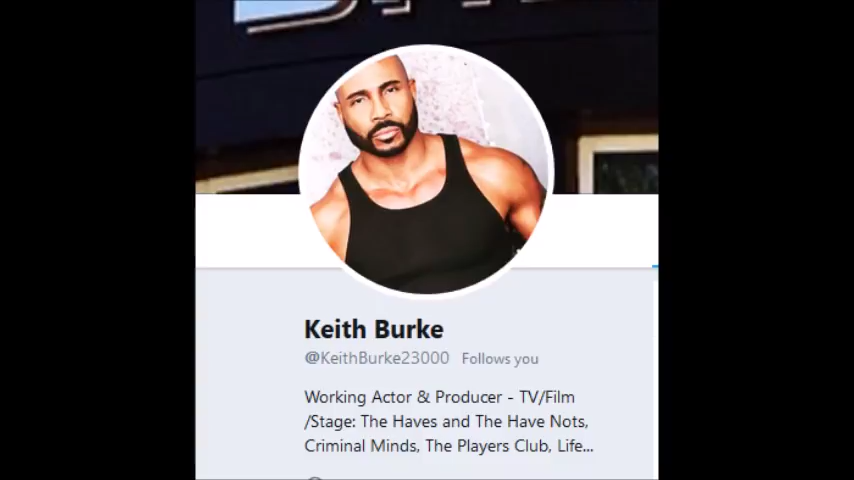 Keith Burke
@KeithBurke23000 Follows you
Working Actor & Producer - TV/Film
/Stage: The Haves and The Have Nots,
Criminal Minds, The Players Club, Life...